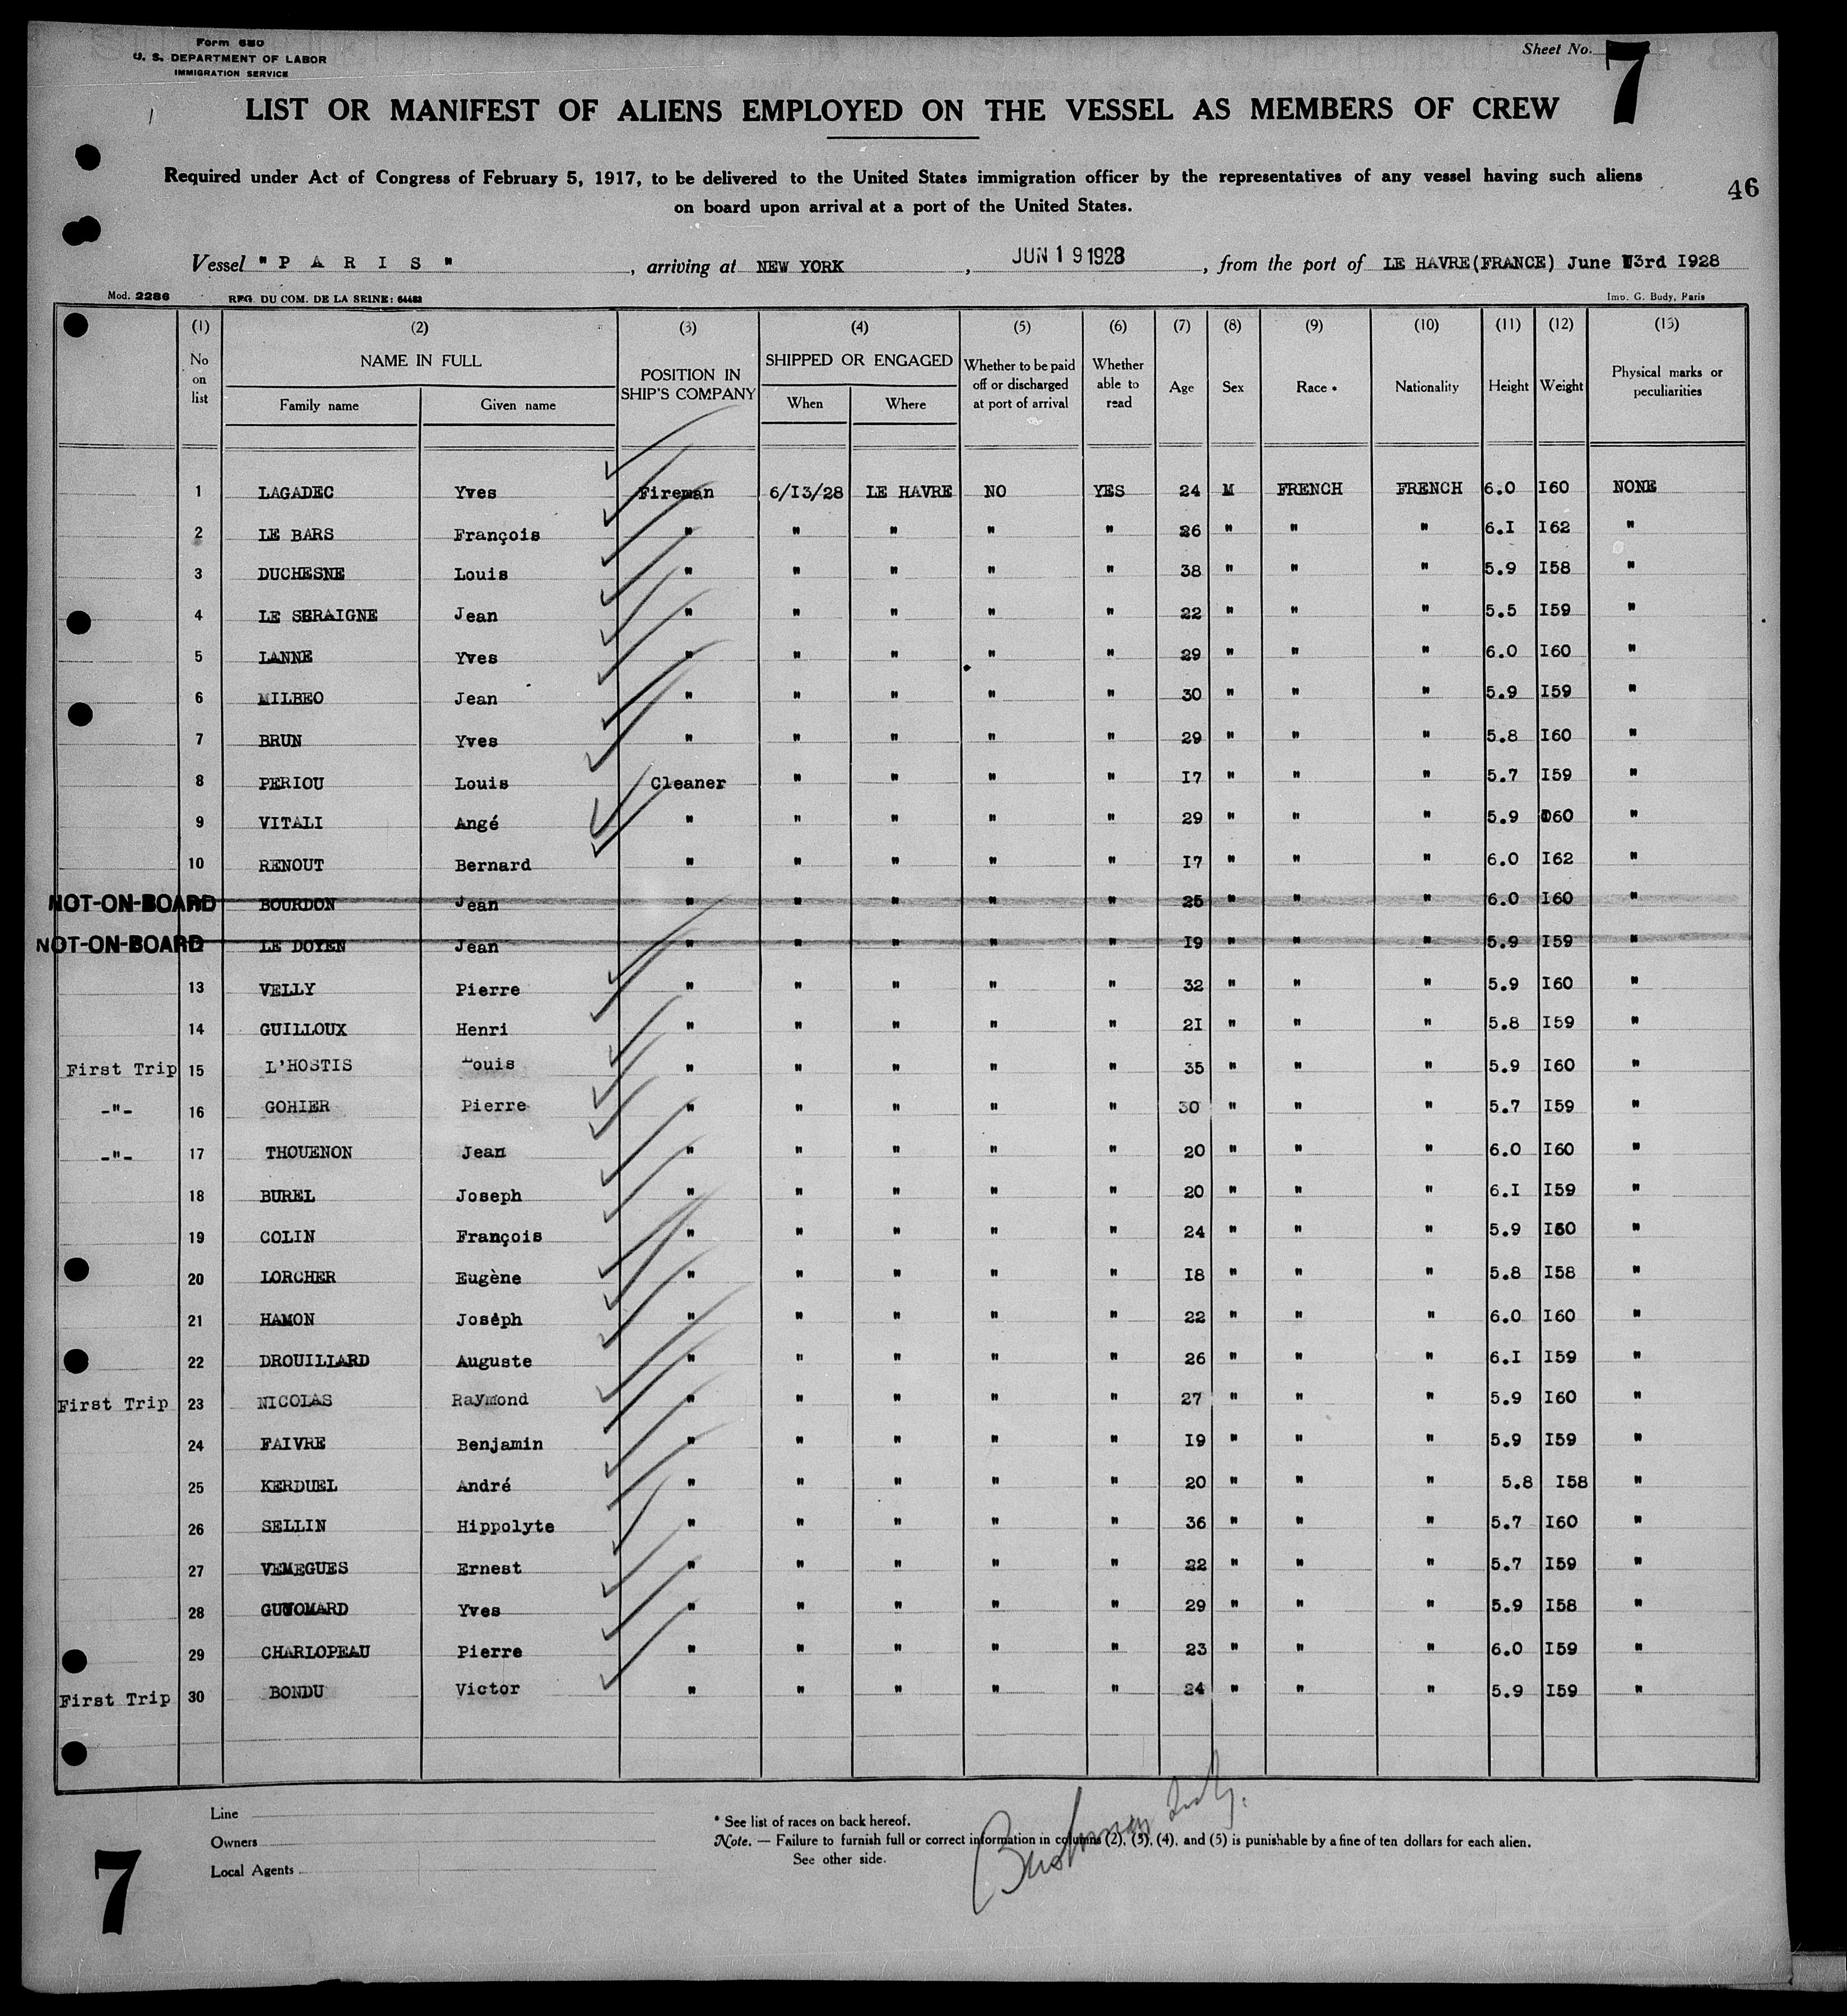 Form 680
U. S. DEPARTMENT OF LABOR
IMMIGRATION SERVICE
Sheet No. 7
LIST OR MANIFEST OF ALIENS EMPLOYED ON THE VESSEL AS MEMBERS OF CREW
Required under Act of Congress of February 5, 1917, to be delivered to the United States immigration officer by the representatives of any vessel having such aliens
on board upon arrival at a port of the United States.
46
Vessel "P A R I S", arriving at NEW YORK, JUN 19 1928, from the port of LE HAVRE(FRANCE) June 13rd 1928
Mod. 2286 REG. DU COM. DE LA SEINE: 64482 Imp. G. Budy, Paris
(1) (2) (3) (4) (5) (6) (7) (8) (9) (10) (11) (12) (13)
No on list NAME IN FULL Family name Given name POSITION IN SHIP'S COMPANY SHIPPED OR ENGAGED When Where Whether to be paid off or discharged at port of arrival Whether able to read Age Sex Race * Nationality Height Weight Physical marks or peculiarities
1 LAGADEC Yves Fireman 6/I3/28 LE HAVRE NO YES 24 M FRENCH FRENCH 6.0 I60 NONE
2 LE BARS François " " " " " 26 " " " 6.I I62 "
3 DUCHESNE Louis " " " " " 38 " " " 5.9 I58 "
4 LE SERAIGNE Jean " " " " " 22 " " " 5.5 I59 "
5 LANNE Yves " " " " " 29 " " " 6.0 I60 "
6 MILBEO Jean " " " " " 30 " " " 5.9 I59 "
7 BRUN Yves " " " " " 29 " " " 5.8 I60 "
8 PERIOU Louis Cleaner " " " " I7 " " " 5.7 I59 "
9 VITALI Angé " " " " " 29 " " " 5.9 I60 "
10 RENOUT Bernard " " " " " I7 " " " 6.0 I62 "
NOT-ON-BOARD BOURDON Jean " " " " " 25 " " " 6.0 I60 "
NOT-ON-BOARD LE DOYEN Jean " " " " " I9 " " " 5.9 I59 "
13 VELLY Pierre " " " " " 32 " " " 5.9 I60 "
14 GUILLOUX Henri " " " " " 2I " " " 5.8 I59 "
First Trip 15 L'HOSTIS Louis " " " " " 35 " " " 5.9 I60 "
-"- 16 GOHIER Pierre " " " " " 30 " " " 5.7 I59 "
-"- 17 THOUENON Jean " " " " " 20 " " " 6.0 I60 "
18 BUREL Joseph " " " " " 20 " " " 6.I I59 "
19 COLIN François " " " " " 24 " " " 5.9 I60 "
20 LORCHER Eugène " " " " " I8 " " " 5.8 I58 "
21 HAMON Joseph " " " " " 22 " " " 6.0 I60 "
22 DROUILLARD Auguste " " " " " 26 " " " 6.I I59 "
First Trip 23 NICOLAS Raymond " " " " " 27 " " " 5.9 I60 "
24 FAIVRE Benjamin " " " " " I9 " " " 5.9 I59 "
25 KERDUEL André " " " " " 20 " " " 5.8 I58 "
26 SELLIN Hippolyte " " " " " 36 " " " 5.7 I60 "
27 VEMEGUES Ernest " " " " " 22 " " " 5.7 I59 "
28 GUYOMARD Yves " " " " " 29 " " " 5.9 I58 "
29 CHARLOPEAU Pierre " " " " " 23 " " " 6.0 I59 "
First Trip 30 BONDU Victor " " " " " 24 " " " 5.9 I59 "
Line
Owners
Local Agents
* See list of races on back hereof.
Note. — Failure to furnish full or correct information in columns (2), (3), (4), and (5) is punishable by a fine of ten dollars for each alien.
See other side.
7